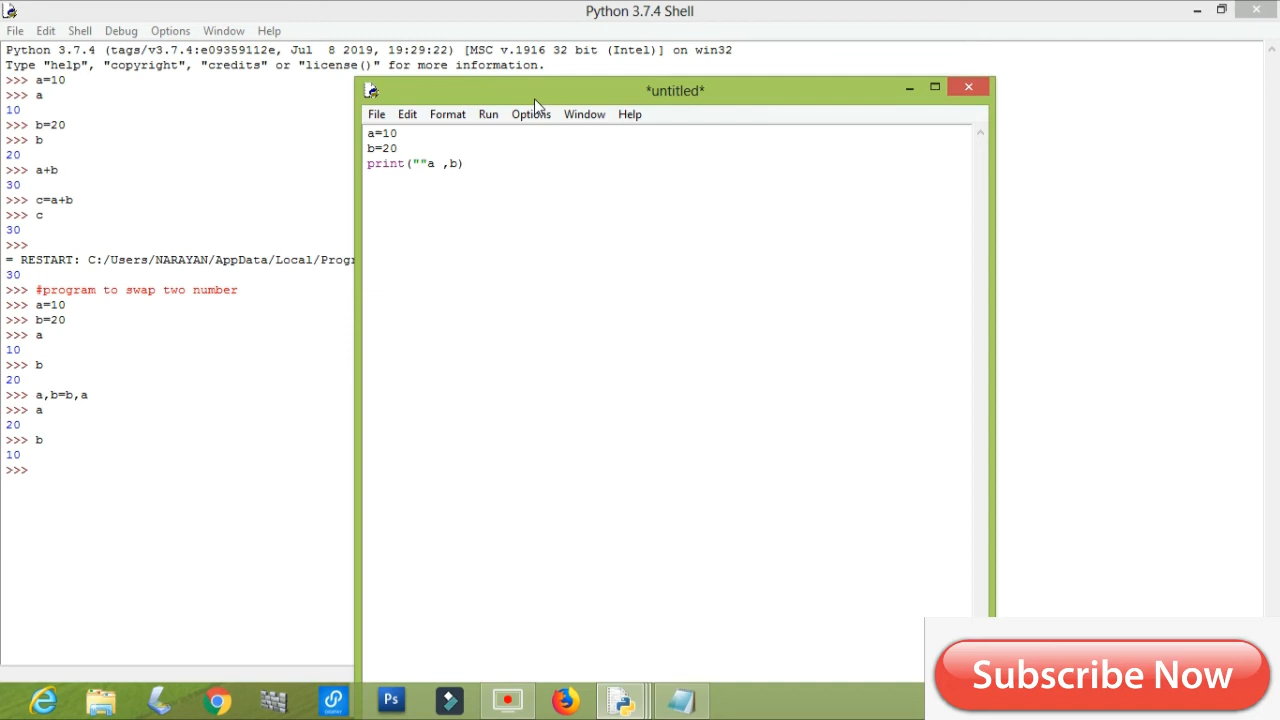 Python 3.7.4 Shell
File Edit Shell Debug Options Window Help
Python 3.7.4 (tags/v3.7.4:e09359112e, Jul  8 2019, 19:29:22) [MSC v.1916 32 bit (Intel)] on win32
Type "help", "copyright", "credits" or "license()" for more information.
>>> a=10
>>> a
10
>>> b=20
>>> b
20
>>> a+b
30
>>> c=a+b
>>> c
30
>>>
= RESTART: C:/Users/NARAYAN/AppData/Local/Progr
30
>>> #program to swap two number
>>> a=10
>>> b=20
>>> a
10
>>> b
20
>>> a,b=b,a
>>> a
20
>>> b
10
>>>
*untitled*
File Edit Format Run Options Window Help
a=10
b=20
print(""a ,b)
Subscribe Now
Ps